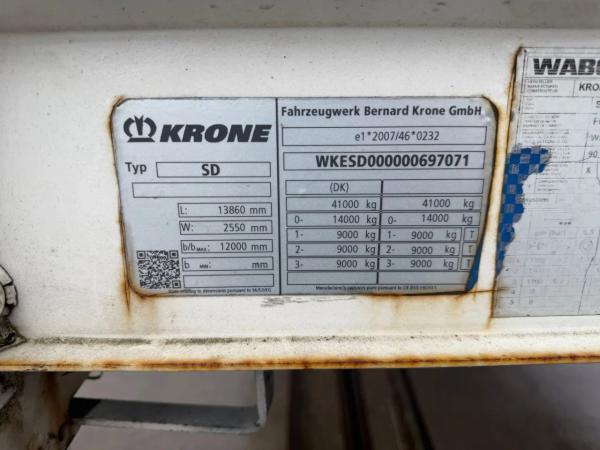 KRONE
Typ SD
L: 13860 mm
W: 2550 mm
b/bMAX.: 12000 mm
b MIN.: mm
Fahrzeugwerk Bernard Krone GmbH
e1*2007/46*0232
WKESD000000697071
(DK)
41000 kg 41000 kg
0- 14000 kg 0- 14000 kg
1- 9000 kg 1- 9000 kg T
2- 9000 kg 2- 9000 kg T
3- 9000 kg 3- 9000 kg T
WABC
KRON